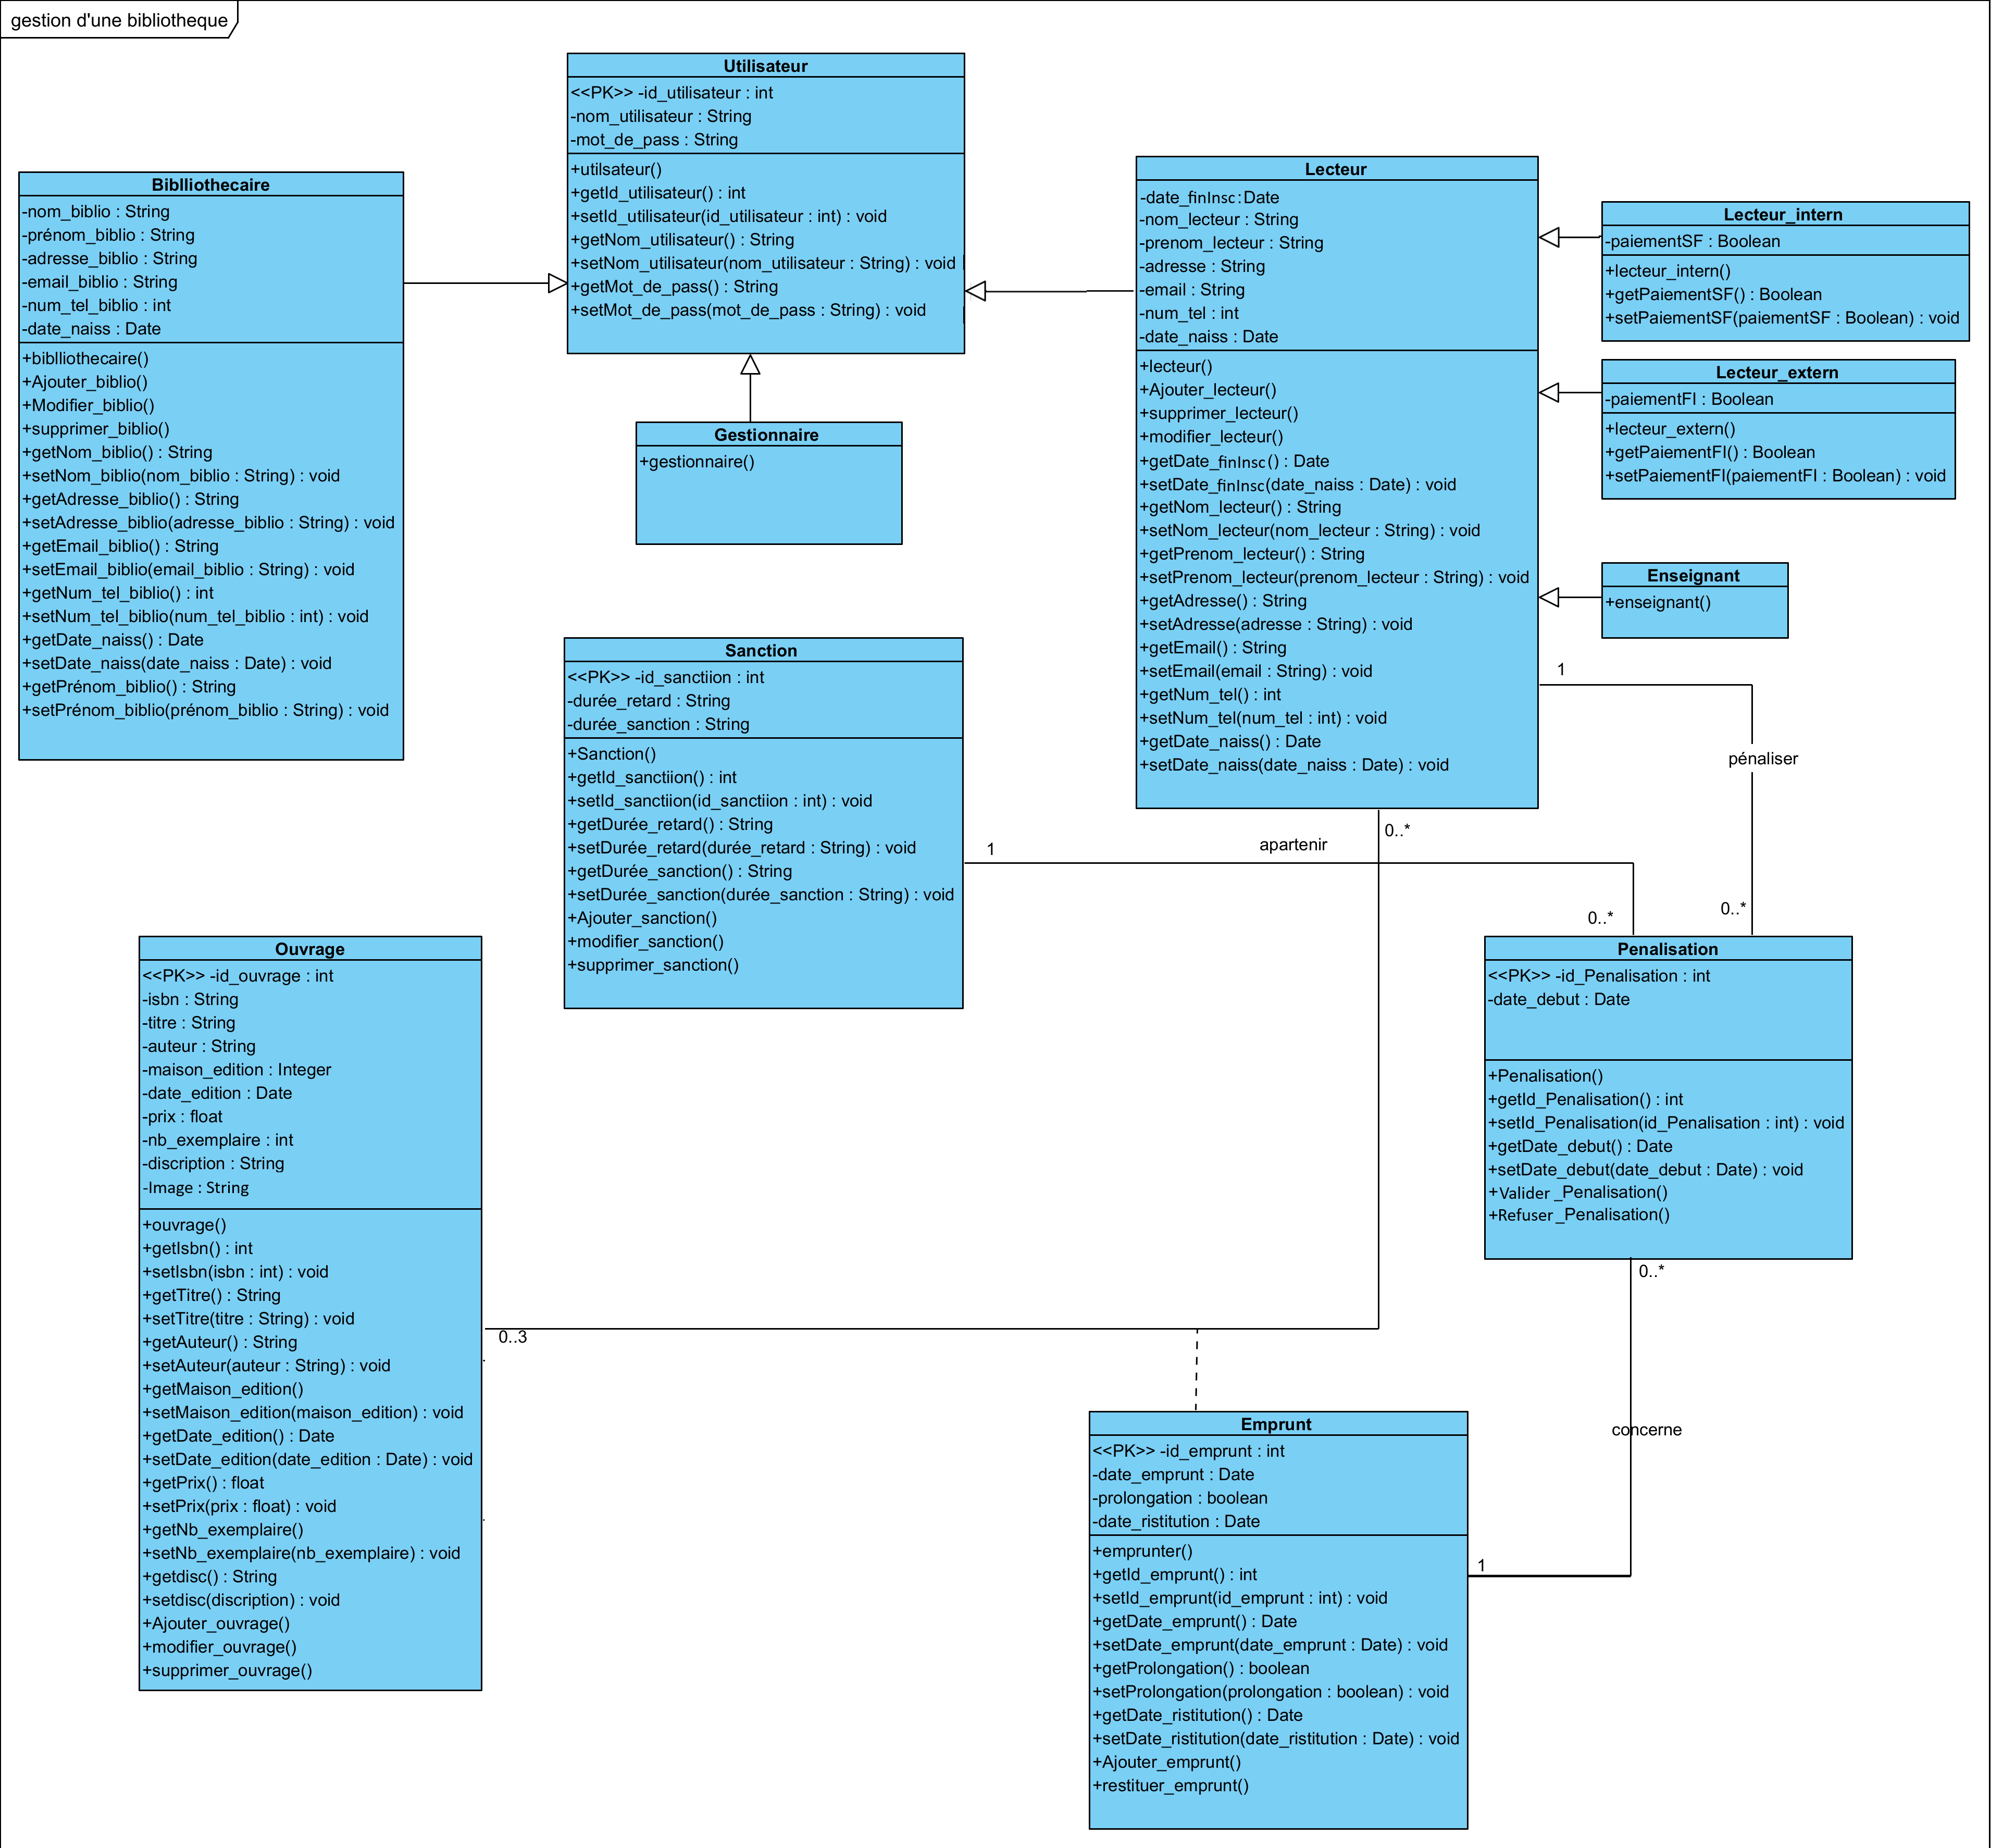 gestion d'une bibliotheque
Utilisateur
<<PK>> -id_utilisateur : int
-nom_utilisateur : String
-mot_de_pass : String
+utilsateur()
+getId_utilisateur() : int
+setId_utilisateur(id_utilisateur : int) : void
+getNom_utilisateur() : String
+setNom_utilisateur(nom_utilisateur : String) : void
+getMot_de_pass() : String
+setMot_de_pass(mot_de_pass : String) : void
Biblliothecaire
-nom_biblio : String
-prénom_biblio : String
-adresse_biblio : String
-email_biblio : String
-num_tel_biblio : int
-date_naiss : Date
+biblliothecaire()
+Ajouter_biblio()
+Modifier_biblio()
+supprimer_biblio()
+getNom_biblio() : String
+setNom_biblio(nom_biblio : String) : void
+getAdresse_biblio() : String
+setAdresse_biblio(adresse_biblio : String) : void
+getEmail_biblio() : String
+setEmail_biblio(email_biblio : String) : void
+getNum_tel_biblio() : int
+setNum_tel_biblio(num_tel_biblio : int) : void
+getDate_naiss() : Date
+setDate_naiss(date_naiss : Date) : void
+getPrénom_biblio() : String
+setPrénom_biblio(prénom_biblio : String) : void
Gestionnaire
+gestionnaire()
Lecteur
-date_finInsc:Date
-nom_lecteur : String
-prenom_lecteur : String
-adresse : String
-email : String
-num_tel : int
-date_naiss : Date
+lecteur()
+Ajouter_lecteur()
+supprimer_lecteur()
+modifier_lecteur()
+getDate_finInsc() : Date
+setDate_finInsc(date_naiss : Date) : void
+getNom_lecteur() : String
+setNom_lecteur(nom_lecteur : String) : void
+getPrenom_lecteur() : String
+setPrenom_lecteur(prenom_lecteur : String) : void
+getAdresse() : String
+setAdresse(adresse : String) : void
+getEmail() : String
+setEmail(email : String) : void
+getNum_tel() : int
+setNum_tel(num_tel : int) : void
+getDate_naiss() : Date
+setDate_naiss(date_naiss : Date) : void
Lecteur_intern
-paiementSF : Boolean
+lecteur_intern()
+getPaiementSF() : Boolean
+setPaiementSF(paiementSF : Boolean) : void
Lecteur_extern
-paiementFI : Boolean
+lecteur_extern()
+getPaiementFI() : Boolean
+setPaiementFI(paiementFI : Boolean) : void
Enseignant
+enseignant()
1
pénaliser
0..*
Sanction
<<PK>> -id_sanctiion : int
-durée_retard : String
-durée_sanction : String
+Sanction()
+getId_sanctiion() : int
+setId_sanctiion(id_sanctiion : int) : void
+getDurée_retard() : String
+setDurée_retard(durée_retard : String) : void
+getDurée_sanction() : String
+setDurée_sanction(durée_sanction : String) : void
+Ajouter_sanction()
+modifier_sanction()
+supprimer_sanction()
1
apartenir
0..*
0..*
Penalisation
<<PK>> -id_Penalisation : int
-date_debut : Date
+Penalisation()
+getId_Penalisation() : int
+setId_Penalisation(id_Penalisation : int) : void
+getDate_debut() : Date
+setDate_debut(date_debut : Date) : void
+Valider _Penalisation()
+Refuser _Penalisation()
0..*
concerne
1
Ouvrage
<<PK>> -id_ouvrage : int
-isbn : String
-titre : String
-auteur : String
-maison_edition : Integer
-date_edition : Date
-prix : float
-nb_exemplaire : int
-discription : String
-Image : String
+ouvrage()
+getIsbn() : int
+setIsbn(isbn : int) : void
+getTitre() : String
+setTitre(titre : String) : void
+getAuteur() : String
+setAuteur(auteur : String) : void
+getMaison_edition()
+setMaison_edition(maison_edition) : void
+getDate_edition() : Date
+setDate_edition(date_edition : Date) : void
+getPrix() : float
+setPrix(prix : float) : void
+getNb_exemplaire()
+setNb_exemplaire(nb_exemplaire) : void
+getdisc() : String
+setdisc(discription) : void
+Ajouter_ouvrage()
+modifier_ouvrage()
+supprimer_ouvrage()
0..3
Emprunt
<<PK>> -id_emprunt : int
-date_emprunt : Date
-prolongation : boolean
-date_ristitution : Date
+emprunter()
+getId_emprunt() : int
+setId_emprunt(id_emprunt : int) : void
+getDate_emprunt() : Date
+setDate_emprunt(date_emprunt : Date) : void
+getProlongation() : boolean
+setProlongation(prolongation : boolean) : void
+getDate_ristitution() : Date
+setDate_ristitution(date_ristitution : Date) : void
+Ajouter_emprunt()
+restituer_emprunt()